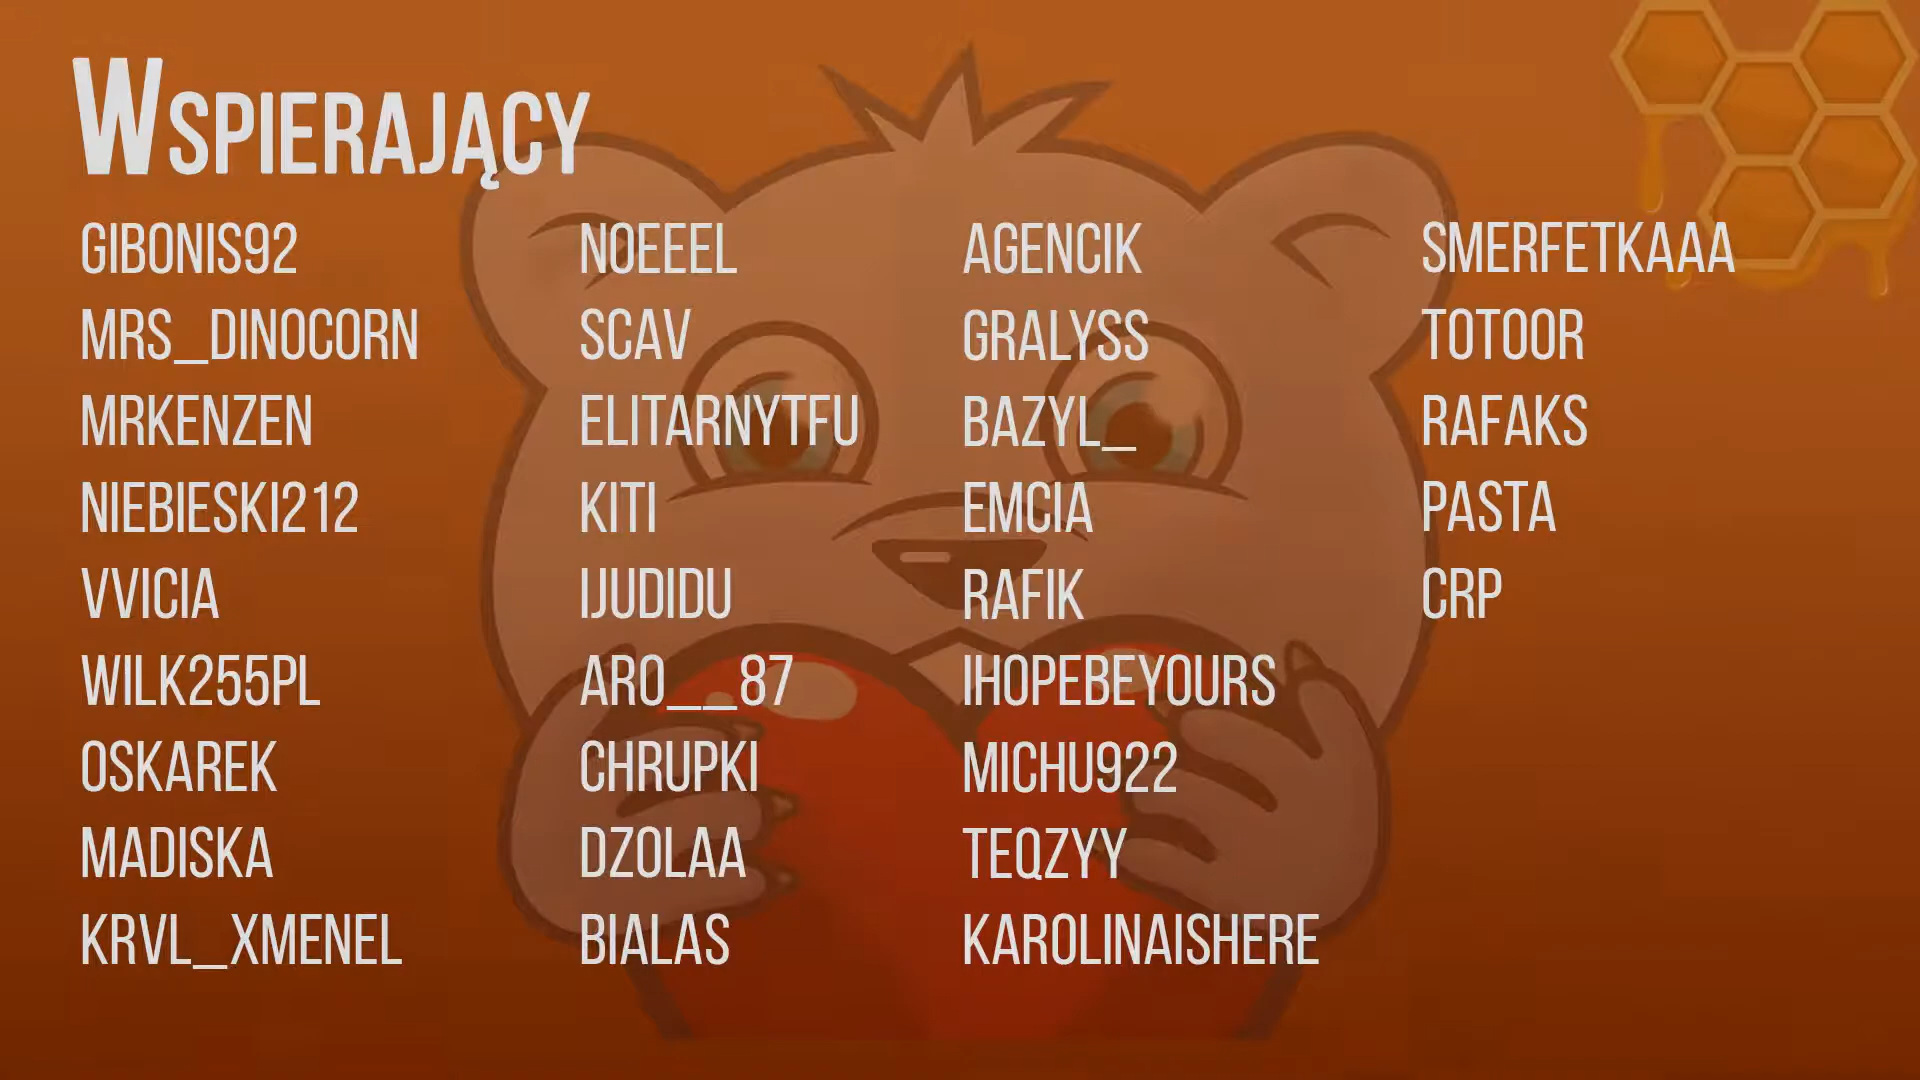 Wspierający
GIBONIS92
MRS_DINOCORN
MRKENZEN
NIEBIESKI212
VVICIA
WILK255PL
OSKAREK
MADISKA
KRVL_XMENEL
NOEEEL
SCAV
ELITARNYTFU
KITI
IJUDIDU
ARO__87
CHRUPKI
DZOLAA
BIALAS
AGENCIK
GRALYSS
BAZYL_
EMCIA
RAFIK
IHOPEBEYOURS
MICHU922
TEQZYY
KAROLINAISHERE
SMERFETKAAA
TOTOOR
RAFAKS
PASTA
CRP